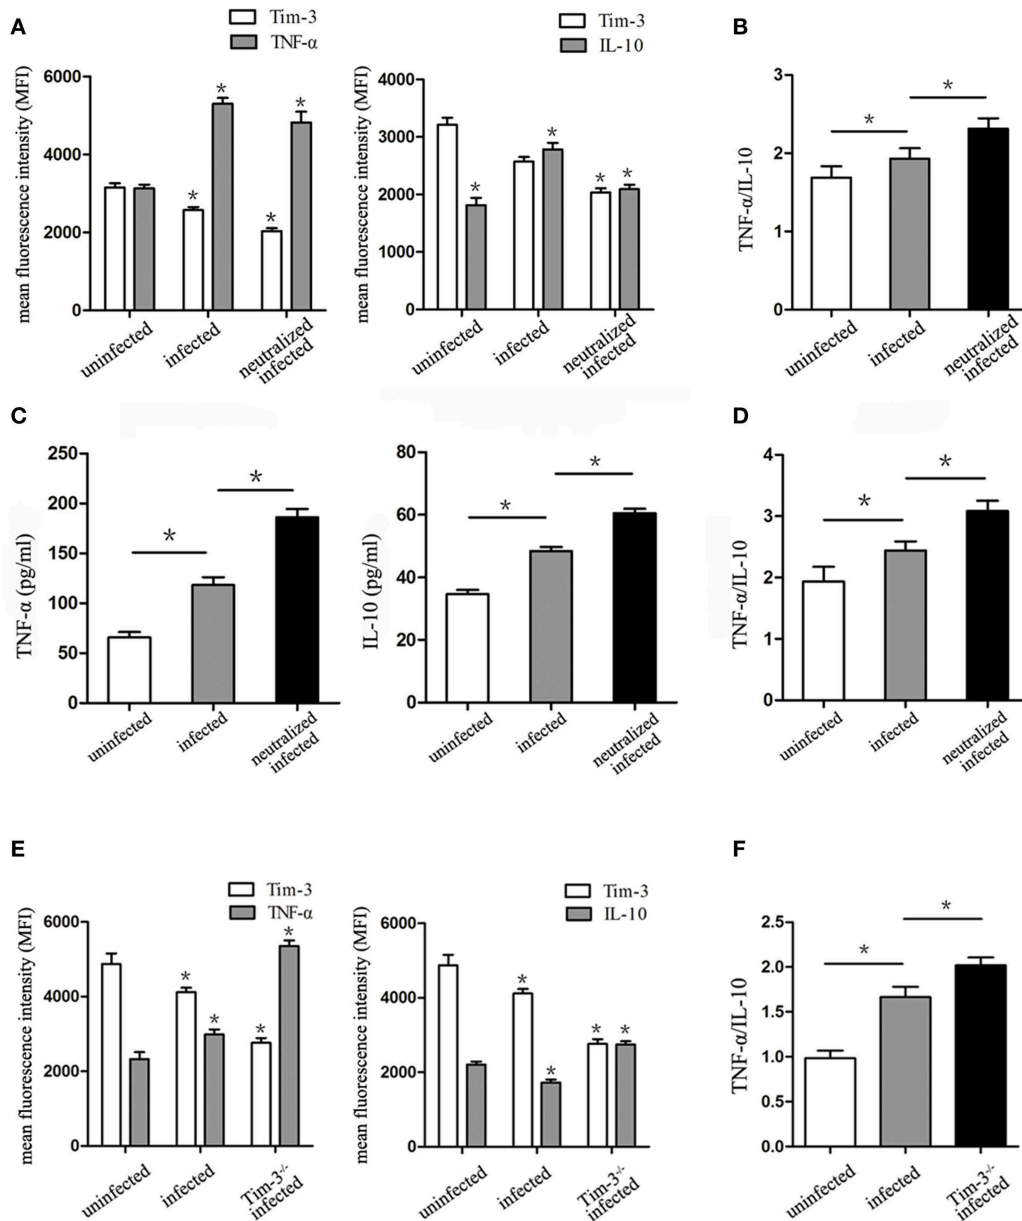 A
Tim-3
TNF-α
mean fluorescence intensity (MFI)
6000
4000
2000
0
* * * *
uninfected
infected
neutralized
infected
Tim-3
IL-10
mean fluorescence intensity (MFI)
4000
3000
2000
1000
0
* * * *
uninfected
infected
neutralized
infected
B
TNF-α/IL-10
3
2
1
0
* *
uninfected
infected
neutralized
infected
C
TNF-α (pg/ml)
250
200
150
100
50
0
* *
uninfected
infected
neutralized
infected
IL-10 (pg/ml)
80
60
40
20
0
* *
uninfected
infected
neutralized
infected
D
TNF-α/IL-10
4
3
2
1
0
* *
uninfected
infected
neutralized
infected
E
Tim-3
TNF-α
mean fluorescence intensity (MFI)
6000
4000
2000
0
* * * *
uninfected
infected
Tim-3-/-
infected
Tim-3
IL-10
mean fluorescence intensity (MFI)
6000
4000
2000
0
* * * *
uninfected
infected
Tim-3-/-
infected
F
TNF-α/IL-10
2.5
2.0
1.5
1.0
0.5
0.0
* *
uninfected
infected
Tim-3-/-
infected